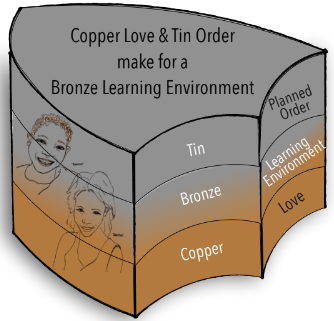 Copper Love & Tin Order
make for a
Bronze Learning Environment
Tin
Bronze
Copper
Planned
Order
Learning
Environment
Love